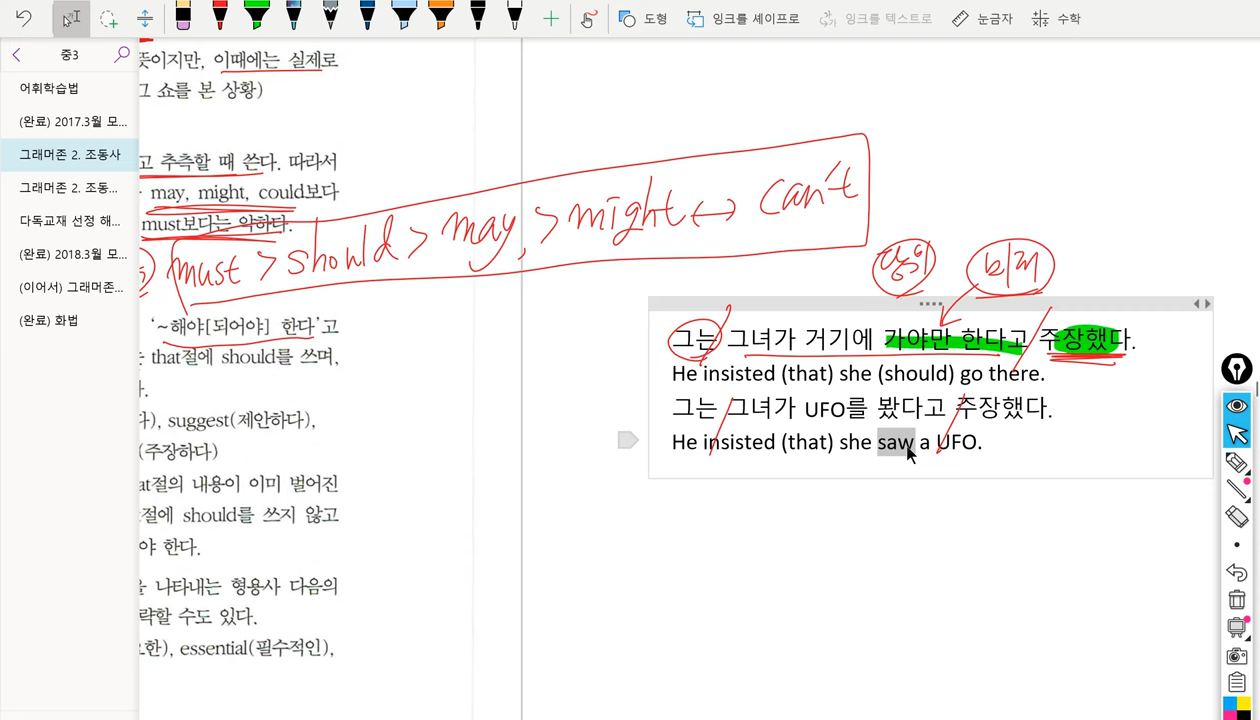 도형
잉크를 셰이프로
잉크를 텍스트로
눈금자
수학
중3
어휘학습법
(완료) 2017.3월 모...
그래머존 2. 조동사
그래머존 2. 조동...
다독교재 선정 해...
(완료) 2018.3월 모...
(이어서) 그래머존...
(완료) 화법
뜻이지만, 이때에는 실제로
그 쇼를 본 상황)
고 추측할 때 쓴다. 따라서
may, might, could보다
must보다는 약하다.
must > should > may, > might ↔ can't
'~해야[되어야] 한다'고
는 that절에 should를 쓰며,
다.
다), suggest(제안하다),
(주장하다)
at절의 내용이 이미 벌어진
절에 should를 쓰지 않고
야 한다.
을 나타내는 형용사 다음의
략할 수도 있다.
요한), essential(필수적인),
당위 미래
그는 그녀가 거기에 가야만 한다고 주장했다.
He insisted (that) she (should) go there.
그는 그녀가 UFO를 봤다고 주장했다.
He insisted (that) she saw a UFO.